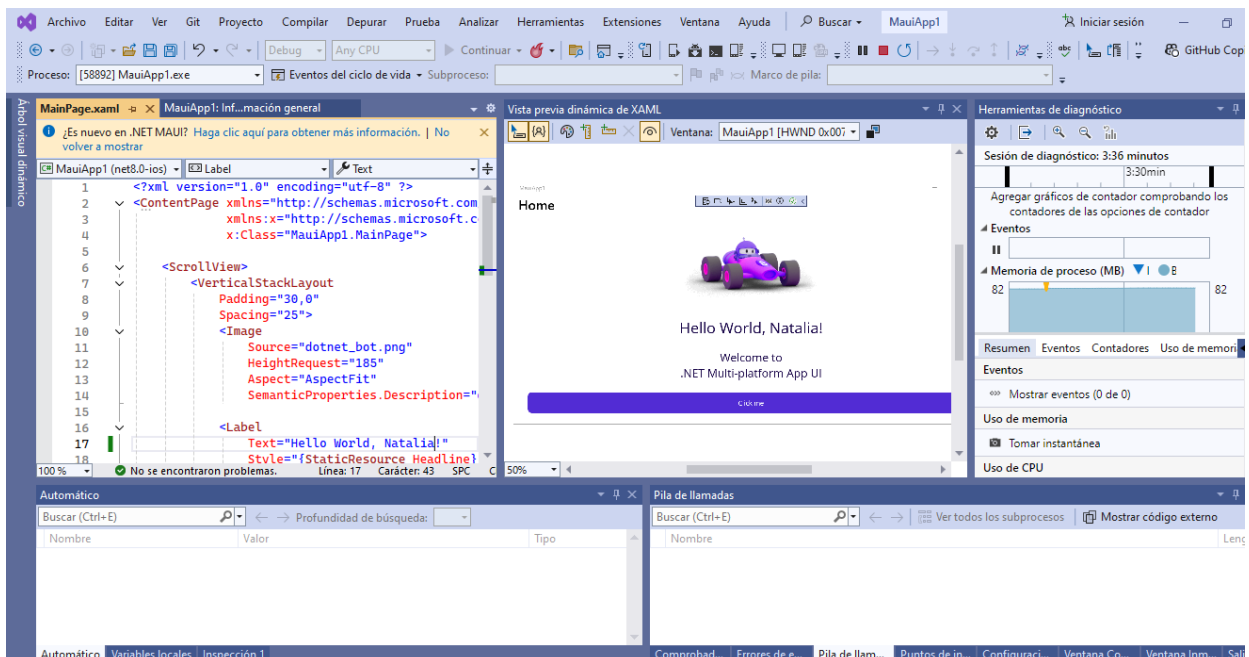 Archivo Editar Ver Git Proyecto Compilar Depurar Prueba Analizar Herramientas Extensiones Ventana Ayuda Buscar MauiApp1 Iniciar sesión
Debug Any CPU Continuar GitHub Cop
Proceso: [58892] MauiApp1.exe Eventos del ciclo de vida Subproceso: Marco de pila:
Árbol visual dinámico
MainPage.xaml MauiApp1: Inf...mación general
¿Es nuevo en .NET MAUI? Haga clic aquí para obtener más información. | No
volver a mostrar
MauiApp1 (net8.0-ios) Label Text
1 <?xml version="1.0" encoding="utf-8" ?>
2 <ContentPage xmlns="http://schemas.microsoft.com
3 xmlns:x="http://schemas.microsoft.c
4 x:Class="MauiApp1.MainPage">
5
6 <ScrollView>
7 <VerticalStackLayout
8 Padding="30,0"
9 Spacing="25">
10 <Image
11 Source="dotnet_bot.png"
12 HeightRequest="185"
13 Aspect="AspectFit"
14 SemanticProperties.Description="
15
16 <Label
17 Text="Hello World, Natalia!"
18 Style="{StaticResource Headline}
100 % No se encontraron problemas. Línea: 17 Carácter: 43 SPC C
Vista previa dinámica de XAML
Ventana: MauiApp1 [HWND 0x007
MauiApp1
Home
Hello World, Natalia!
Welcome to
.NET Multi-platform App UI
Click me
50%
Herramientas de diagnóstico
Sesión de diagnóstico: 3:36 minutos
3:30min
Agregar gráficos de contador comprobando los
contadores de las opciones de contador
Eventos
Memoria de proceso (MB)
82 82
Resumen Eventos Contadores Uso de memori
Eventos
Mostrar eventos (0 de 0)
Uso de memoria
Tomar instantánea
Uso de CPU
Automático
Buscar (Ctrl+E) Profundidad de búsqueda:
Nombre Valor Tipo
Automático Variables locales Inspección 1
Pila de llamadas
Buscar (Ctrl+E) Ver todos los subprocesos Mostrar código externo
Nombre Leng
Comprobad... Errores de e... Pila de llam... Puntos de in... Configuraci... Ventana Co... Ventana Inm... Sali